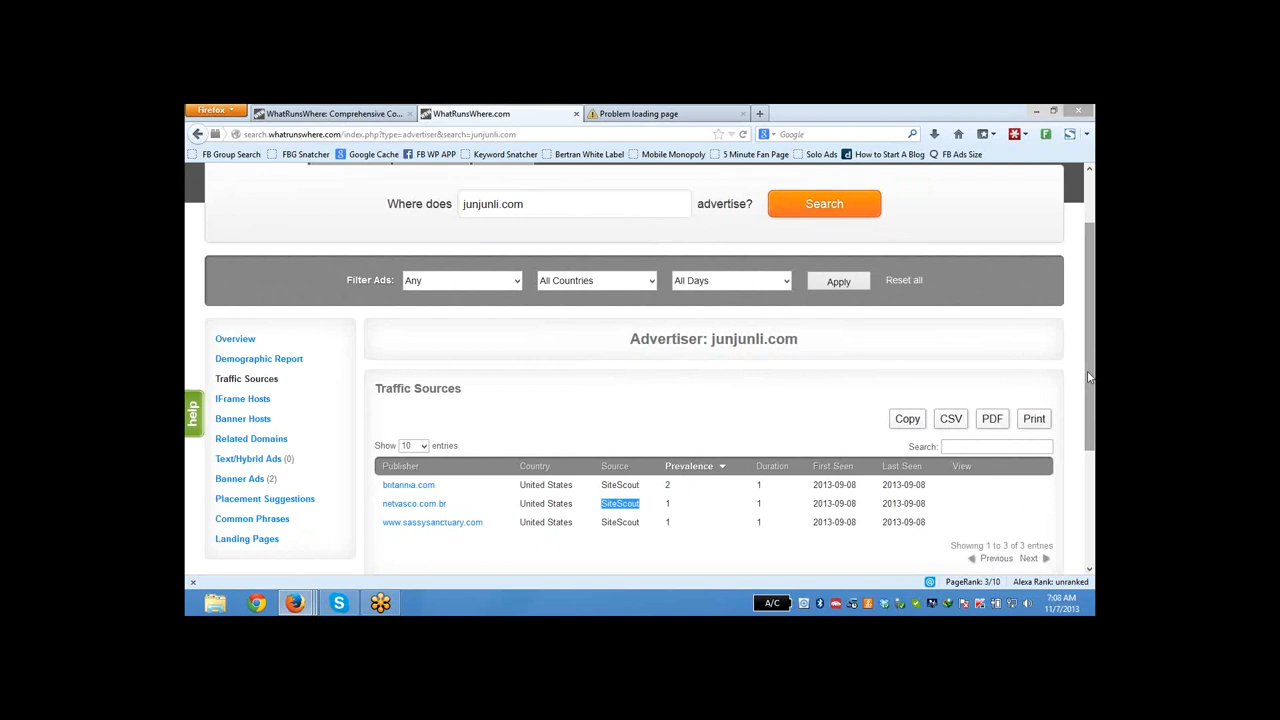 Firefox
WhatRunsWhere: Comprehensive Co...
WhatRunsWhere.com
Problem loading page
search.whatrunswhere.com/index.php?type=advertiser&search=junjunli.com
Google
FB Group Search
FBG Snatcher
Google Cache
FB WP APP
Keyword Snatcher
Bertran White Label
Mobile Monopoly
5 Minute Fan Page
Solo Ads
How to Start A Blog
FB Ads Size
Where does junjunli.com advertise? Search
Filter Ads: Any All Countries All Days Apply Reset all
Overview
Demographic Report
Traffic Sources
IFrame Hosts
Banner Hosts
Related Domains
Text/Hybrid Ads (0)
Banner Ads (2)
Placement Suggestions
Common Phrases
Landing Pages
help
Advertiser: junjunli.com
Traffic Sources
Copy CSV PDF Print
Show 10 entries
Search:
Publisher Country Source Prevalence Duration First Seen Last Seen View
britannia.com United States SiteScout 2 1 2013-09-08 2013-09-08
netvasco.com.br United States SiteScout 1 1 2013-09-08 2013-09-08
www.sassysanctuary.com United States SiteScout 1 1 2013-09-08 2013-09-08
Showing 1 to 3 of 3 entries
Previous Next
PageRank: 3/10 Alexa Rank: unranked
A/C
7:08 AM
11/7/2013